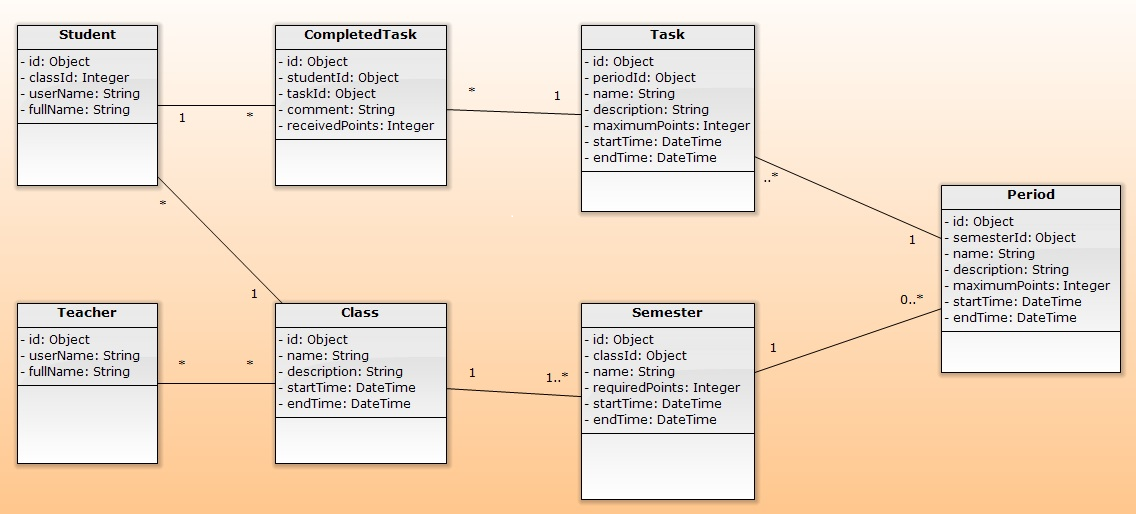 Student
- id: Object
- classId: Integer
- userName: String
- fullName: String
1
*
CompletedTask
- id: Object
- studentId: Object
- taskId: Object
- comment: String
- receivedPoints: Integer
*
1
Task
- id: Object
- periodId: Object
- name: String
- description: String
- maximumPoints: Integer
- startTime: DateTime
- endTime: DateTime
..*
1
Period
- id: Object
- semesterId: Object
- name: String
- description: String
- maximumPoints: Integer
- startTime: DateTime
- endTime: DateTime
*
1
Teacher
- id: Object
- userName: String
- fullName: String
*
*
Class
- id: Object
- name: String
- description: String
- startTime: DateTime
- endTime: DateTime
1
1..*
Semester
- id: Object
- classId: Object
- name: String
- requiredPoints: Integer
- startTime: DateTime
- endTime: DateTime
1
0..*